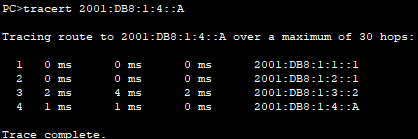 PC>tracert 2001:DB8:1:4::A
Tracing route to 2001:DB8:1:4::A over a maximum of 30 hops:
1 0 ms 0 ms 0 ms 2001:DB8:1:1::1
2 0 ms 0 ms 0 ms 2001:DB8:1:2::1
3 2 ms 4 ms 2 ms 2001:DB8:1:3::2
4 1 ms 1 ms 0 ms 2001:DB8:1:4::A
Trace complete.